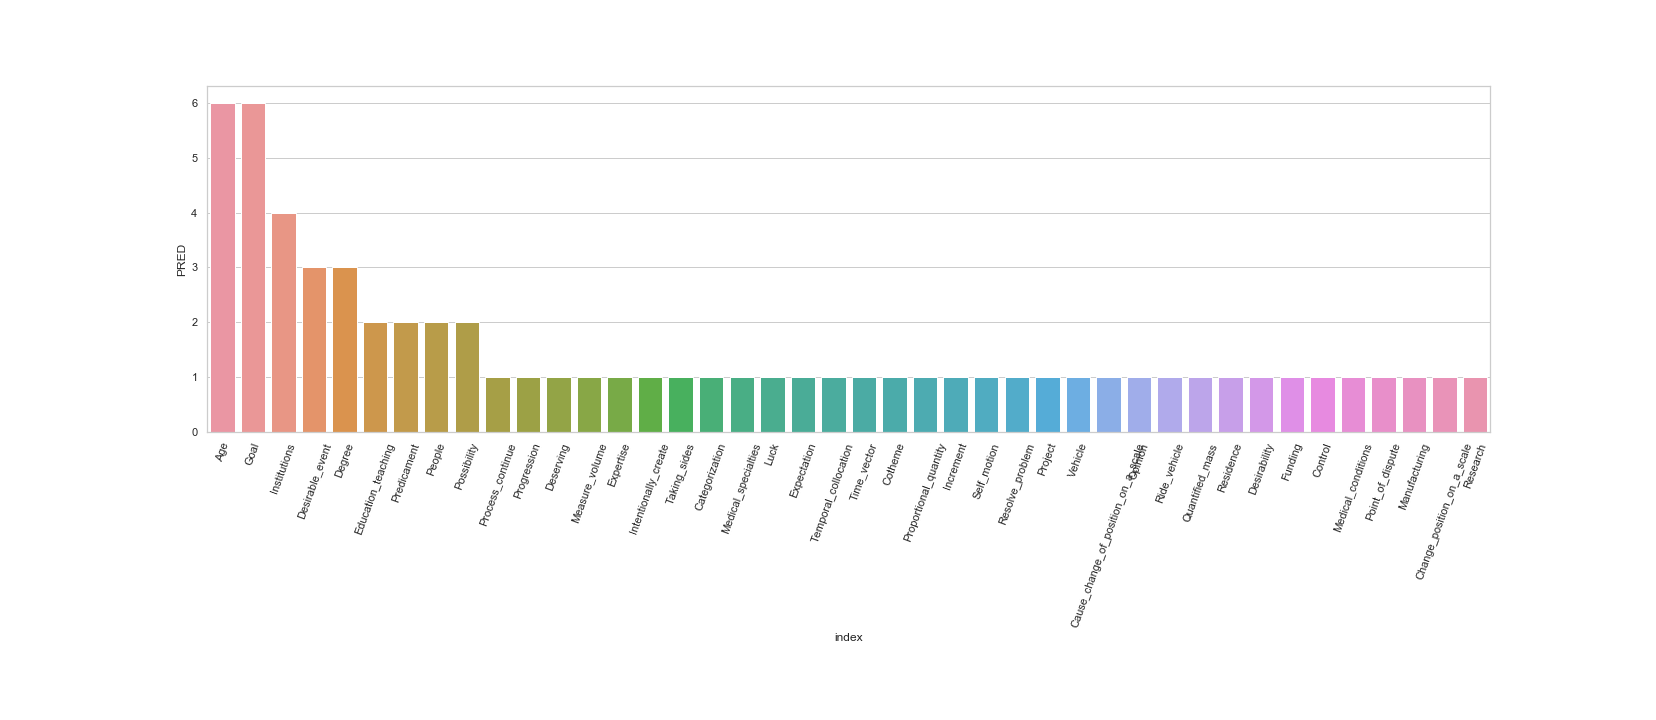 6
5
4
3
2
1
0
PRED
Age
Goal
Institutions
Desirable_event
Degree
Education_teaching
Predicament
People
Possibility
Process_continue
Progression
Deserving
Measure_volume
Expertise
Intentionally_create
Taking_sides
Categorization
Medical_specialties
Luck
Expectation
Temporal_collocation
Time_vector
Cotheme
Proportional_quantity
Increment
Self_motion
Resolve_problem
Project
Vehicle
Cause_change_of_position_on_a_scale
Opinion
Ride_vehicle
Quantified_mass
Residence
Desirability
Funding
Control
Medical_conditions
Point_of_dispute
Manufacturing
Change_position_on_a_scale
Research
index